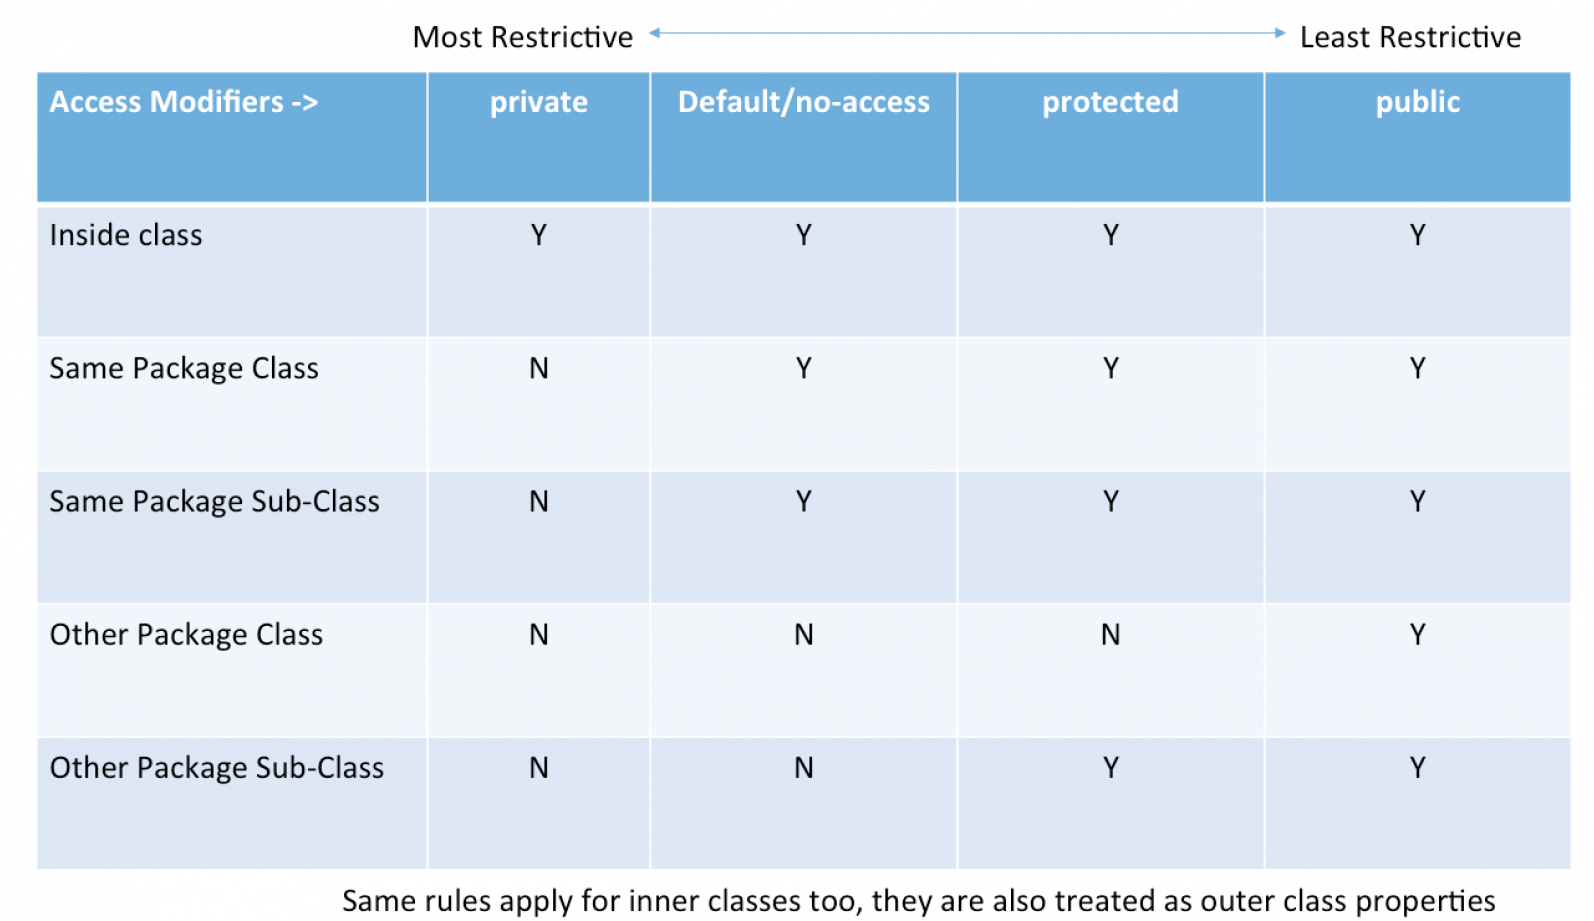 Most Restrictive Least Restrictive
Access Modifiers -> private Default/no-access protected public
Inside class Y Y Y Y
Same Package Class N Y Y Y
Same Package Sub-Class N Y Y Y
Other Package Class N N N Y
Other Package Sub-Class N N Y Y
Same rules apply for inner classes too, they are also treated as outer class properties